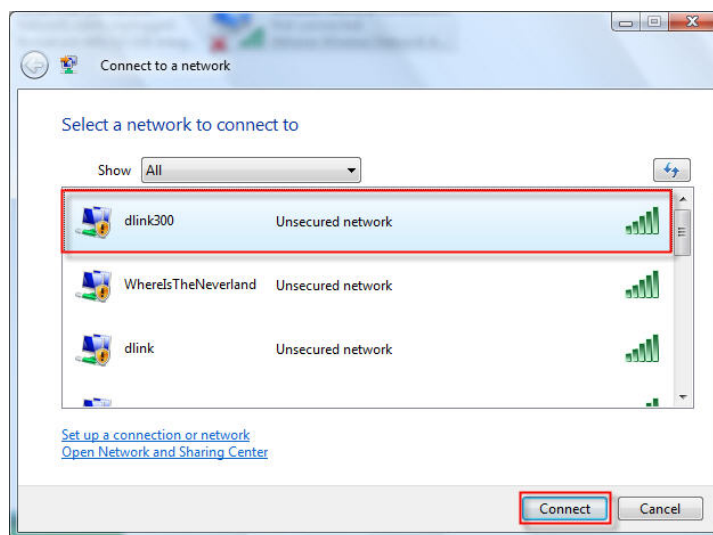 Connect to a network
Select a network to connect to
Show All
dlink300 Unsecured network
WhereIsTheNeverland Unsecured network
dlink Unsecured network
Set up a connection or network
Open Network and Sharing Center
Connect Cancel